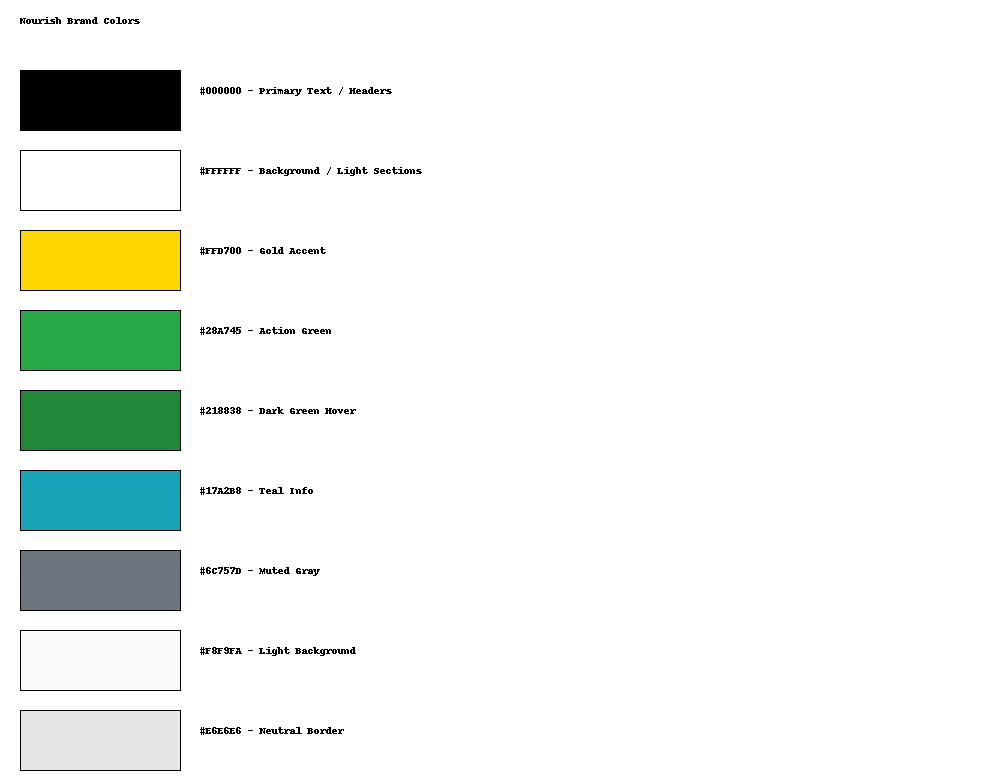 Nourish Brand Colors
#000000 - Primary Text / Headers
#FFFFFF - Background / Light Sections
#FFD700 - Gold Accent
#28A745 - Action Green
#218838 - Dark Green Hover
#17A2B8 - Teal Info
#6C757D - Muted Gray
#F8F9FA - Light Background
#E6E6E6 - Neutral Border